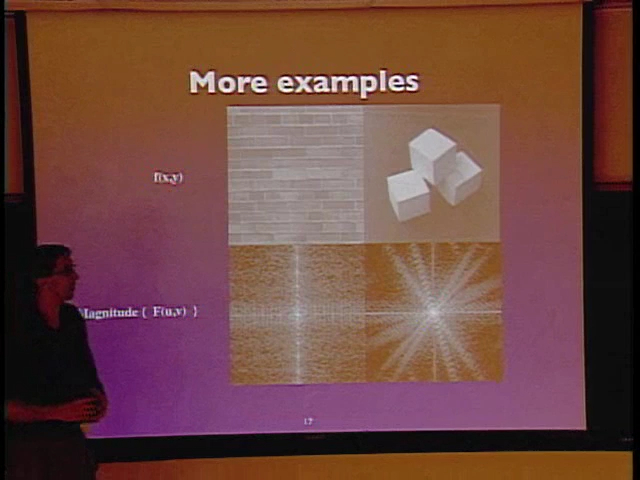 More examples
f(x,y)
Magnitude { F(u,v) }
17